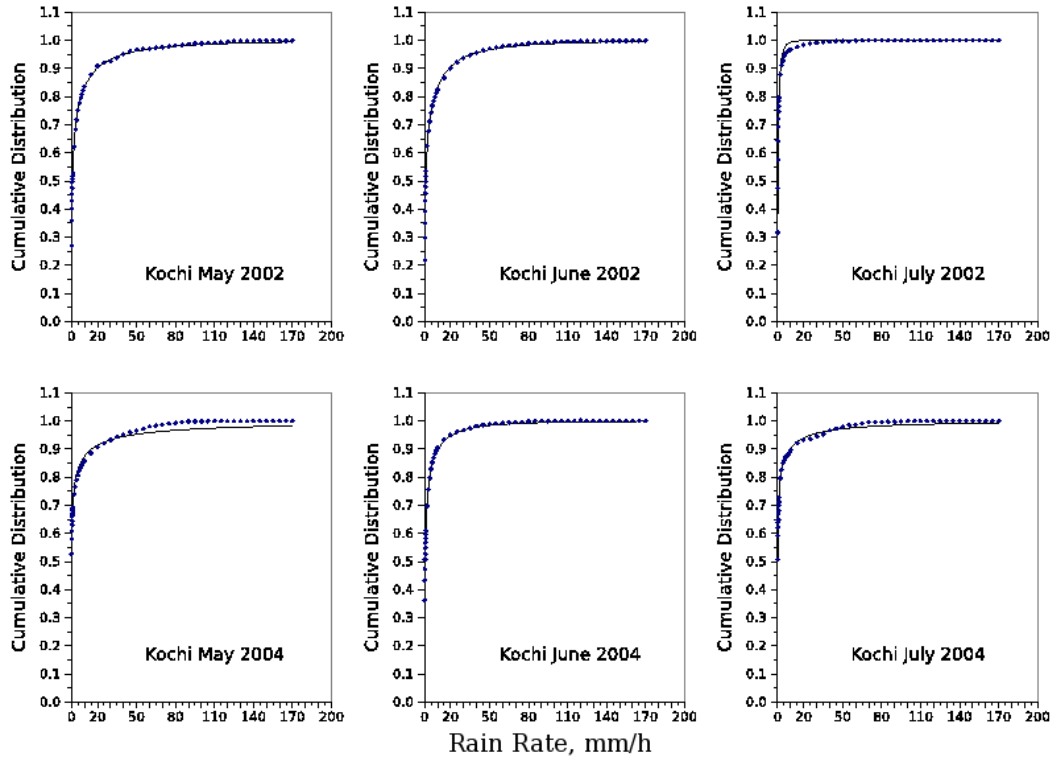 1.1 1.1 1.1
1.0 1.0 1.0
0.9 0.9 0.9
0.8 0.8 0.8
0.7 0.7 0.7
0.6 0.6 0.6
0.5 0.5 0.5
0.4 0.4 0.4
0.3 0.3 0.3
0.2 0.2 0.2
0.1 0.1 0.1
0.0 0.0 0.0
Cumulative Distribution Cumulative Distribution Cumulative Distribution
Kochi May 2002 Kochi June 2002 Kochi July 2002
0 20 50 80 110 140 170 200 0 20 50 80 110 140 170 200 0 20 50 80 110 140 170 200
1.1 1.1 1.1
1.0 1.0 1.0
0.9 0.9 0.9
0.8 0.8 0.8
0.7 0.7 0.7
0.6 0.6 0.6
0.5 0.5 0.5
0.4 0.4 0.4
0.3 0.3 0.3
0.2 0.2 0.2
0.1 0.1 0.1
0.0 0.0 0.0
Cumulative Distribution Cumulative Distribution Cumulative Distribution
Kochi May 2004 Kochi June 2004 Kochi July 2004
0 20 50 80 110 140 170 200 0 20 50 80 110 140 170 200 0 20 50 80 110 140 170 200
Rain Rate, mm/h